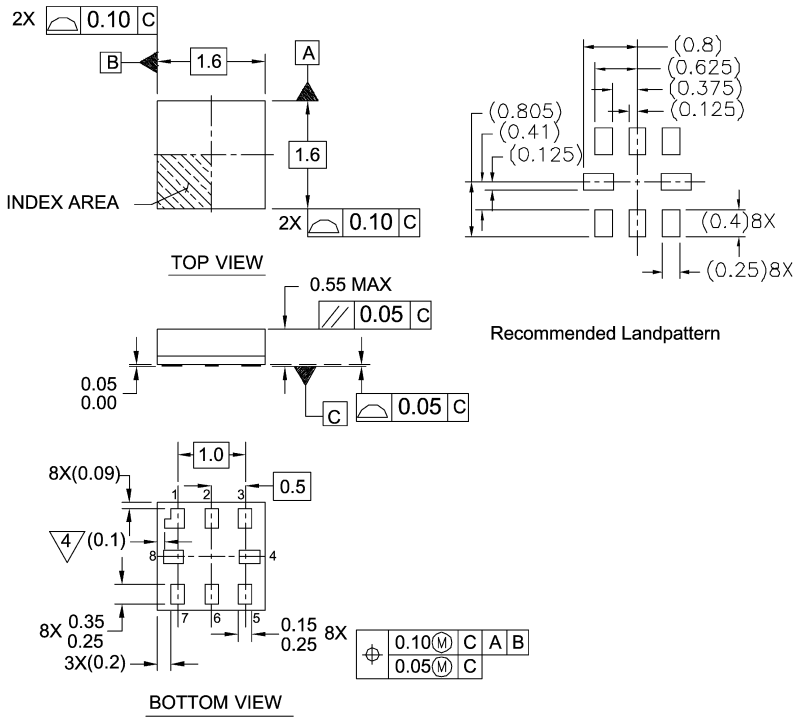 2X 0.10 C
B
1.6
A
1.6
INDEX AREA
2X 0.10 C
TOP VIEW
(0.8)
(0.625)
(0.375)
(0.125)
(0.805)
(0.41)
(0.125)
(0.4)8X
(0.25)8X
Recommended Landpattern
0.55 MAX
// 0.05 C
0.05
0.00
0.05 C
C
1.0
8X(0.09)
0.5
1 2 3
4 (0.1)
8 4
8X 0.35
0.25
7 6 5
0.15
0.25 8X
3X(0.2)
0.10 Ⓜ C A B
0.05 Ⓜ C
BOTTOM VIEW